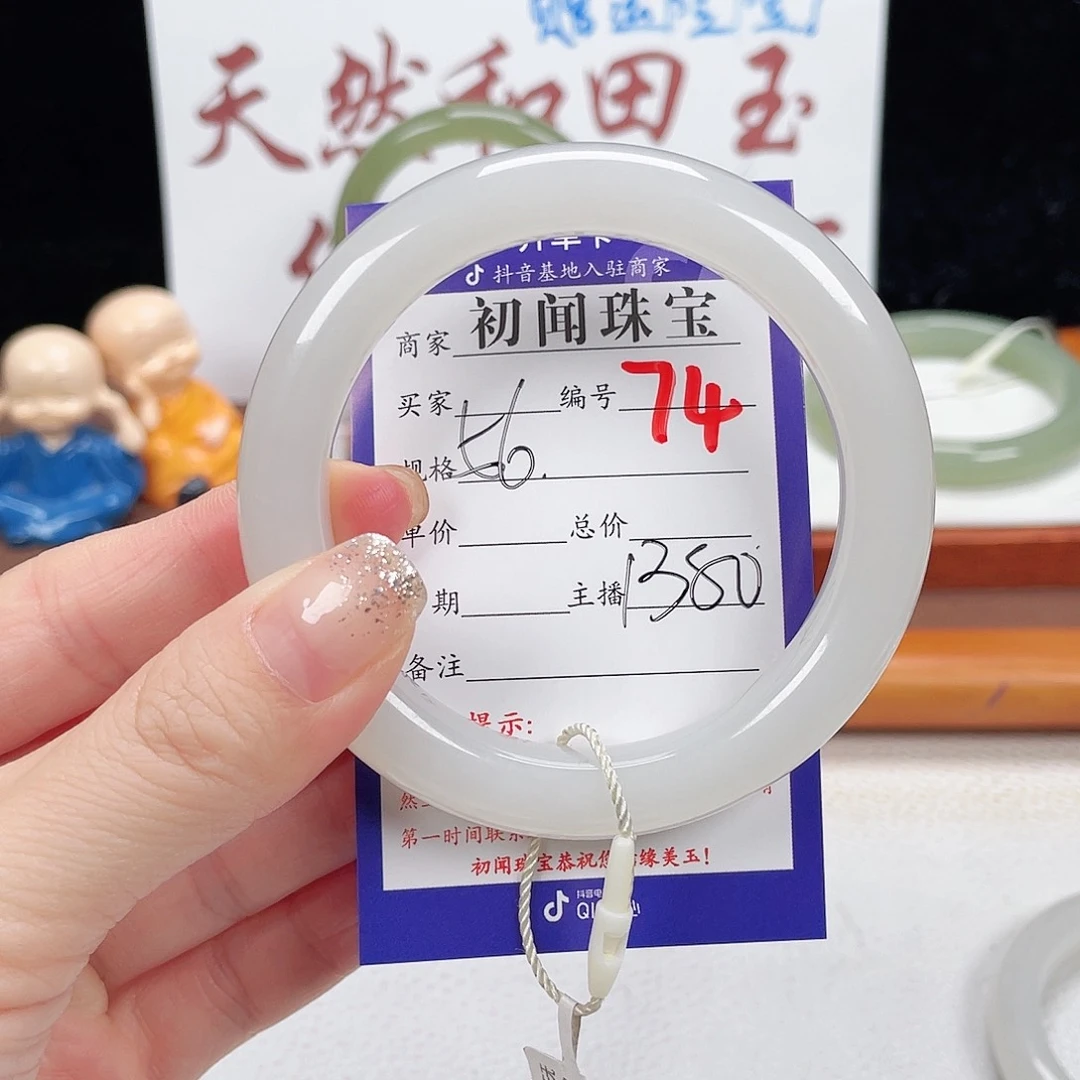 天然和田玉
抖音基地入驻商家
商家 初闻珠宝
买家 编号 74
规格 56.
单价 总价
期 主播 1380
备注
提示:
第一时间联系
初闻珠宝恭祝您结缘美玉!